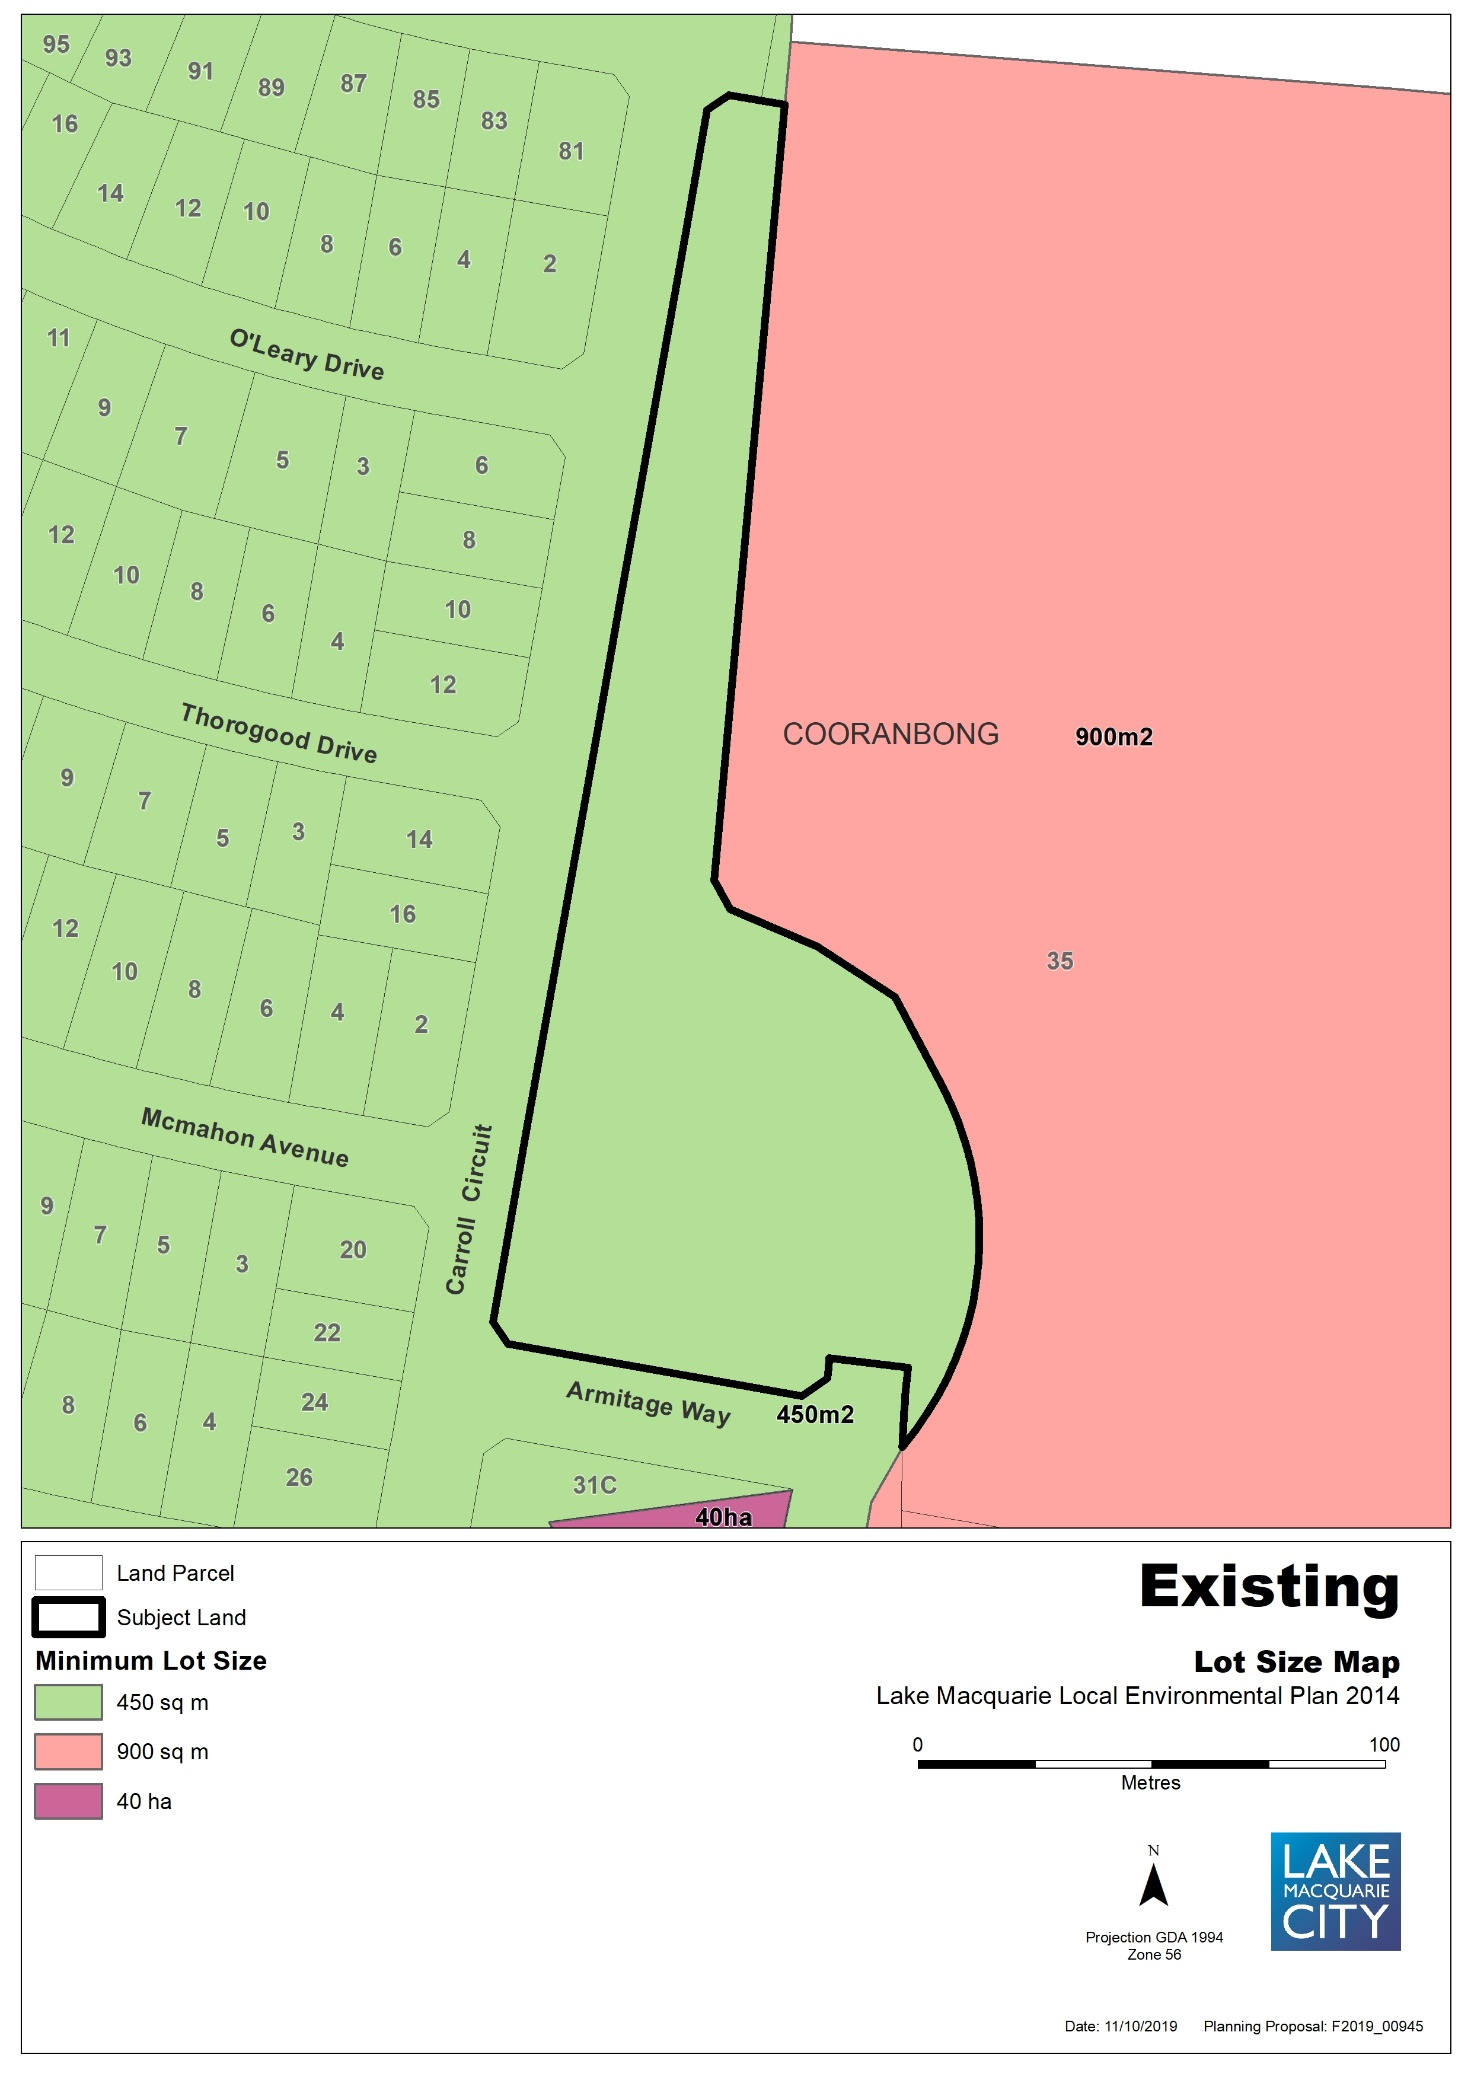 95
93
91
89
87
85
83
81
16
14
12
10
8
6
4
2
O'Leary Drive
11
9
7
5
3
6
8
10
12
12
10
8
6
4
Thorogood Drive
COORANBONG
900m2
9
7
5
3
14
16
12
10
8
6
4
2
35
Mcmahon Avenue
Carroll Circuit
9
7
5
3
20
22
24
26
8
6
4
Armitage Way
450m2
31C
40ha
Land Parcel
Subject Land
Minimum Lot Size
450 sq m
900 sq m
40 ha
Existing
Lot Size Map
Lake Macquarie Local Environmental Plan 2014
0 100
Metres
N
Projection GDA 1994
Zone 56
LAKE
MACQUARIE
CITY
Date: 11/10/2019 Planning Proposal: F2019_00945